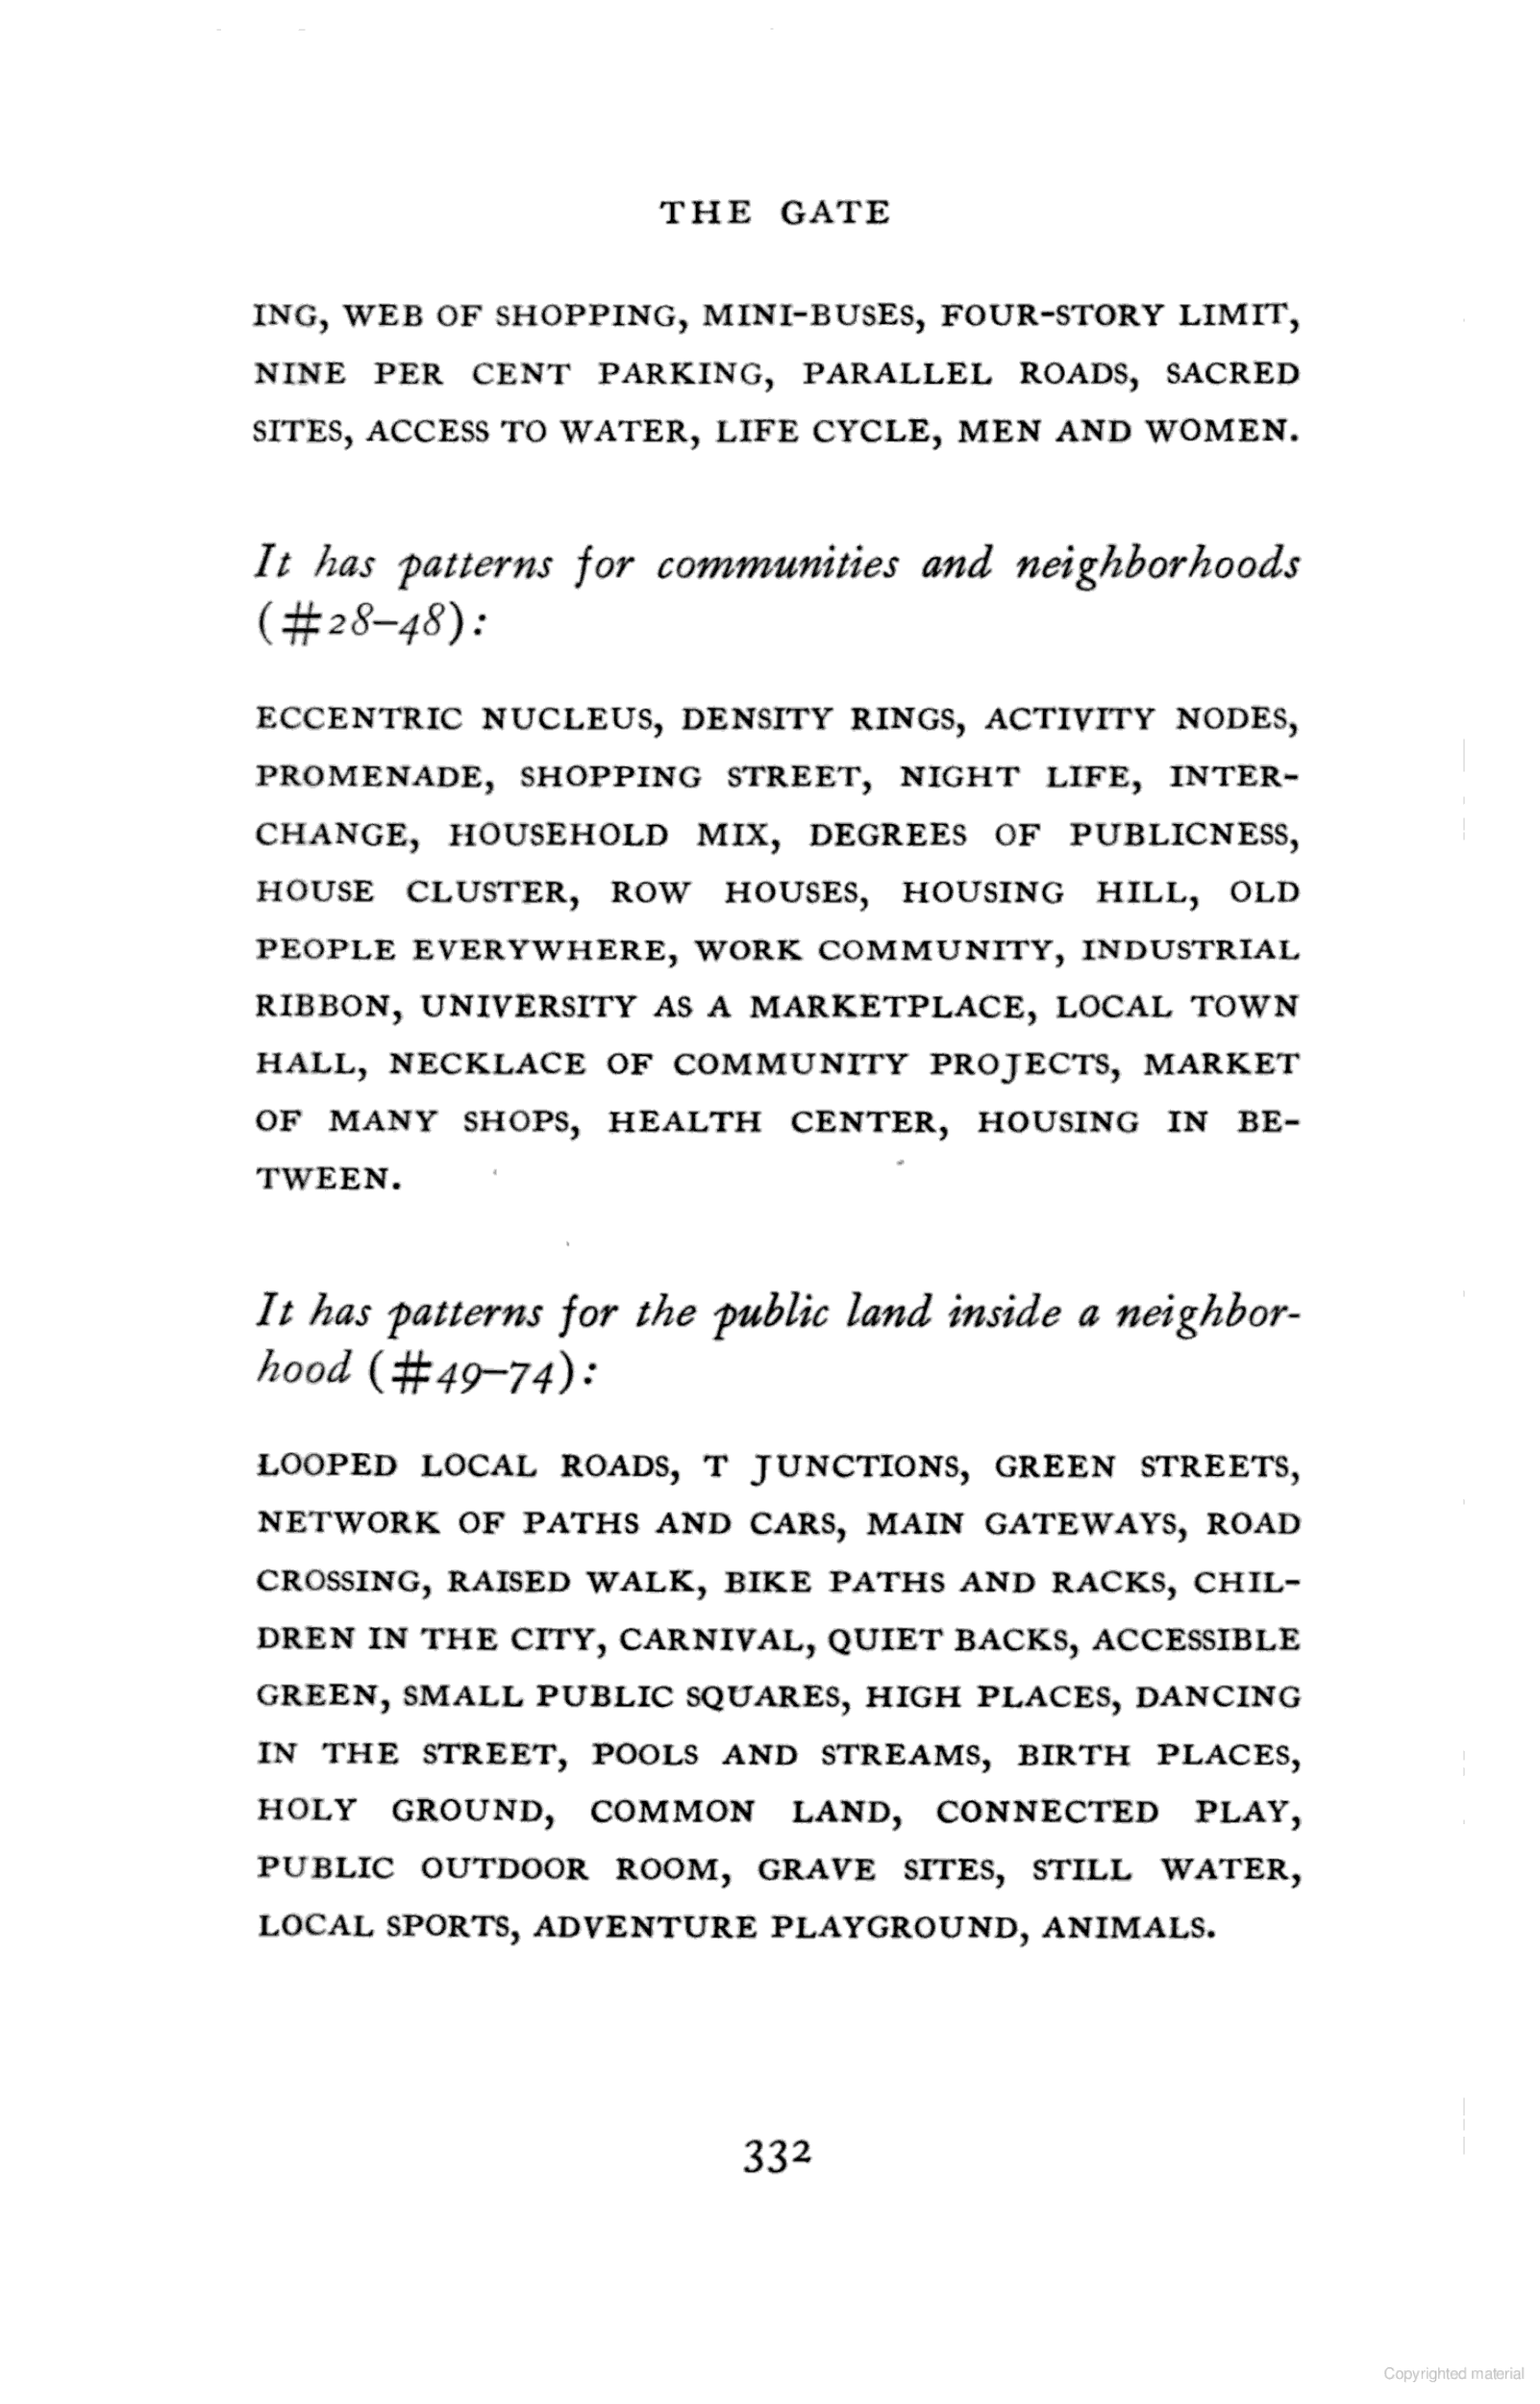 THE GATE
ING, WEB OF SHOPPING, MINI-BUSES, FOUR-STORY LIMIT,
NINE PER CENT PARKING, PARALLEL ROADS, SACRED
SITES, ACCESS TO WATER, LIFE CYCLE, MEN AND WOMEN.
It has patterns for communities and neighborhoods
(#28–48):
ECCENTRIC NUCLEUS, DENSITY RINGS, ACTIVITY NODES,
PROMENADE, SHOPPING STREET, NIGHT LIFE, INTER-
CHANGE, HOUSEHOLD MIX, DEGREES OF PUBLICNESS,
HOUSE CLUSTER, ROW HOUSES, HOUSING HILL, OLD
PEOPLE EVERYWHERE, WORK COMMUNITY, INDUSTRIAL
RIBBON, UNIVERSITY AS A MARKETPLACE, LOCAL TOWN
HALL, NECKLACE OF COMMUNITY PROJECTS, MARKET
OF MANY SHOPS, HEALTH CENTER, HOUSING IN BE-
TWEEN.
It has patterns for the public land inside a neighbor-
hood (#49–74):
LOOPED LOCAL ROADS, T JUNCTIONS, GREEN STREETS,
NETWORK OF PATHS AND CARS, MAIN GATEWAYS, ROAD
CROSSING, RAISED WALK, BIKE PATHS AND RACKS, CHIL-
DREN IN THE CITY, CARNIVAL, QUIET BACKS, ACCESSIBLE
GREEN, SMALL PUBLIC SQUARES, HIGH PLACES, DANCING
IN THE STREET, POOLS AND STREAMS, BIRTH PLACES,
HOLY GROUND, COMMON LAND, CONNECTED PLAY,
PUBLIC OUTDOOR ROOM, GRAVE SITES, STILL WATER,
LOCAL SPORTS, ADVENTURE PLAYGROUND, ANIMALS.
332
Copyrighted material